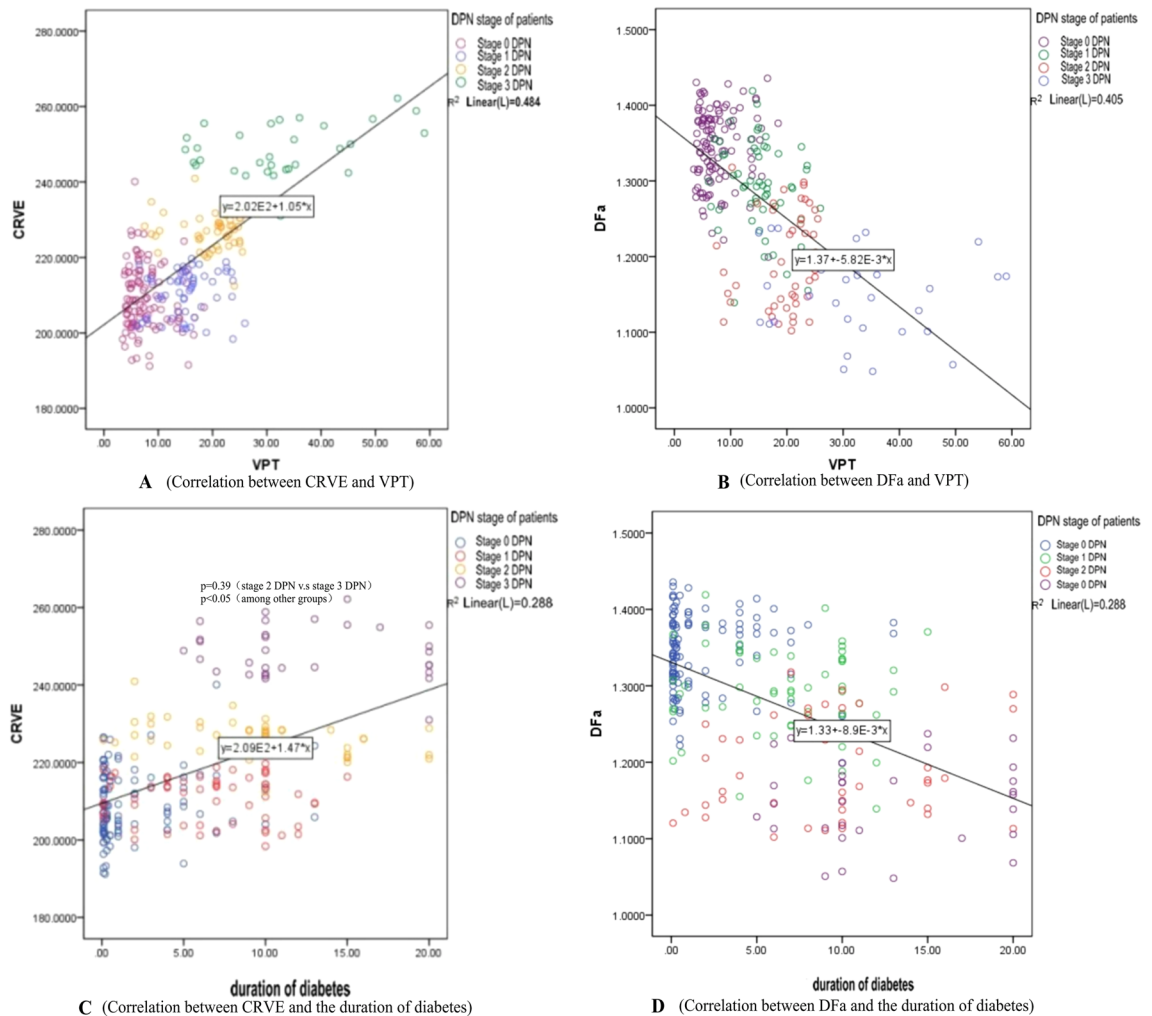 DPN stage of patients
Stage 0 DPN
Stage 1 DPN
Stage 2 DPN
Stage 3 DPN
R² Linear(L)=0.484
280.0000
260.0000
240.0000
220.0000
200.0000
180.0000
CRVE
y=2.02E2+1.05*x
.00 10.00 20.00 30.00 40.00 50.00 60.00
VPT
A (Correlation between CRVE and VPT)
DPN stage of patients
Stage 0 DPN
Stage 1 DPN
Stage 2 DPN
Stage 3 DPN
R² Linear(L)=0.405
1.5000
1.4000
1.3000
1.2000
1.1000
1.0000
DFa
y=1.37+-5.82E-3*x
.00 10.00 20.00 30.00 40.00 50.00 60.00
VPT
B (Correlation between DFa and VPT)
DPN stage of patients
Stage 0 DPN
Stage 1 DPN
Stage 2 DPN
Stage 3 DPN
R² Linear(L)=0.288
p=0.39（stage 2 DPN v.s stage 3 DPN）
p<0.05（among other groups）
280.0000
260.0000
240.0000
220.0000
200.0000
180.0000
CRVE
y=2.09E2+1.47*x
.00 5.00 10.00 15.00 20.00
duration of diabetes
C (Correlation between CRVE and the duration of diabetes)
DPN stage of patients
Stage 0 DPN
Stage 1 DPN
Stage 2 DPN
Stage 0 DPN
R² Linear(L)=0.288
1.5000
1.4000
1.3000
1.2000
1.1000
1.0000
DFa
y=1.33+-8.9E-3*x
.00 5.00 10.00 15.00 20.00
duration of diabetes
D (Correlation between DFa and the duration of diabetes)